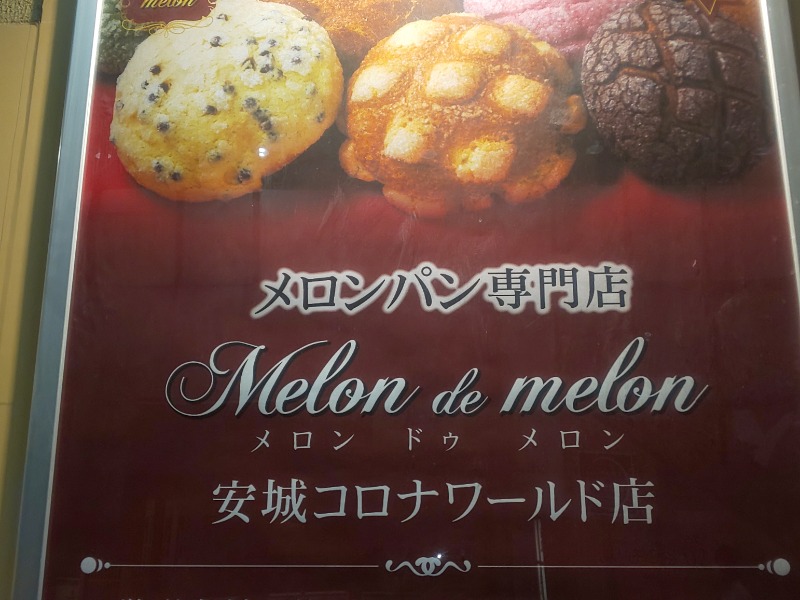 melon
メロンパン専門店
Melon de melon
メロン ドゥ メロン
安城コロナワールド店